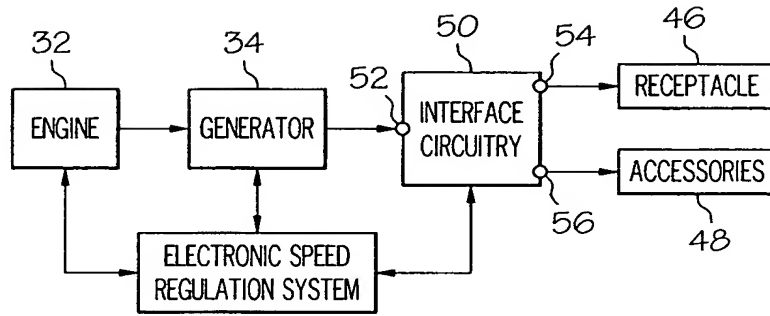 32
34
50
54
46
ENGINE
GENERATOR
52
INTERFACE
CIRCUITRY
RECEPTACLE
ACCESSORIES
56
48
ELECTRONIC SPEED
REGULATION SYSTEM